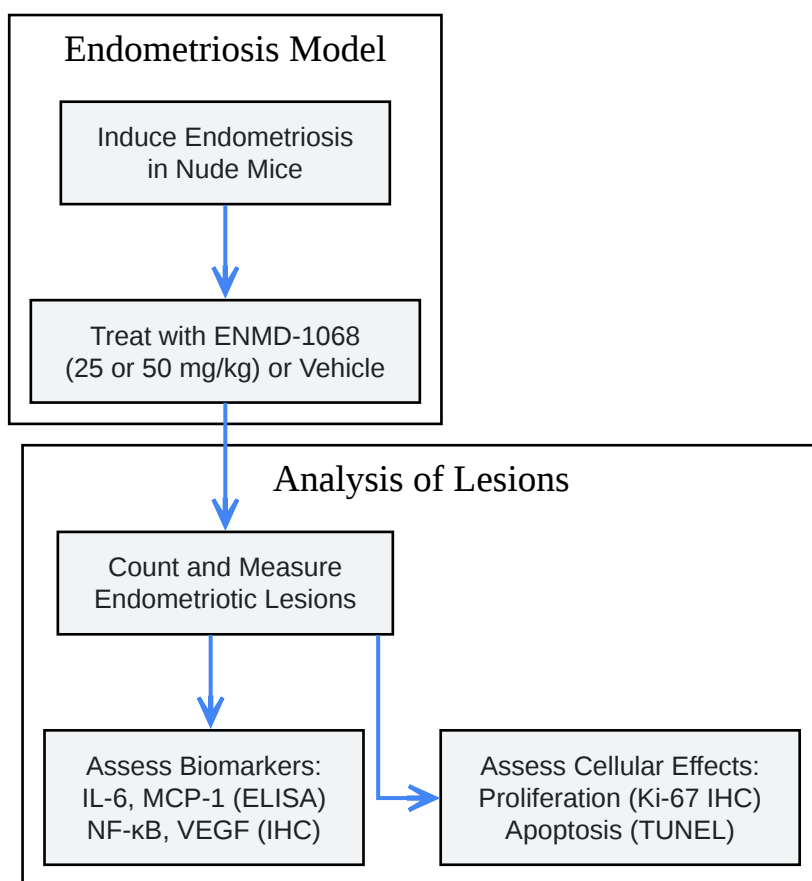 Endometriosis Model
Induce Endometriosis
in Nude Mice
Treat with ENMD-1068
(25 or 50 mg/kg) or Vehicle
Analysis of Lesions
Count and Measure
Endometriotic Lesions
Assess Biomarkers:
IL-6, MCP-1 (ELISA)
NF-κB, VEGF (IHC)
Assess Cellular Effects:
Proliferation (Ki-67 IHC)
Apoptosis (TUNEL)